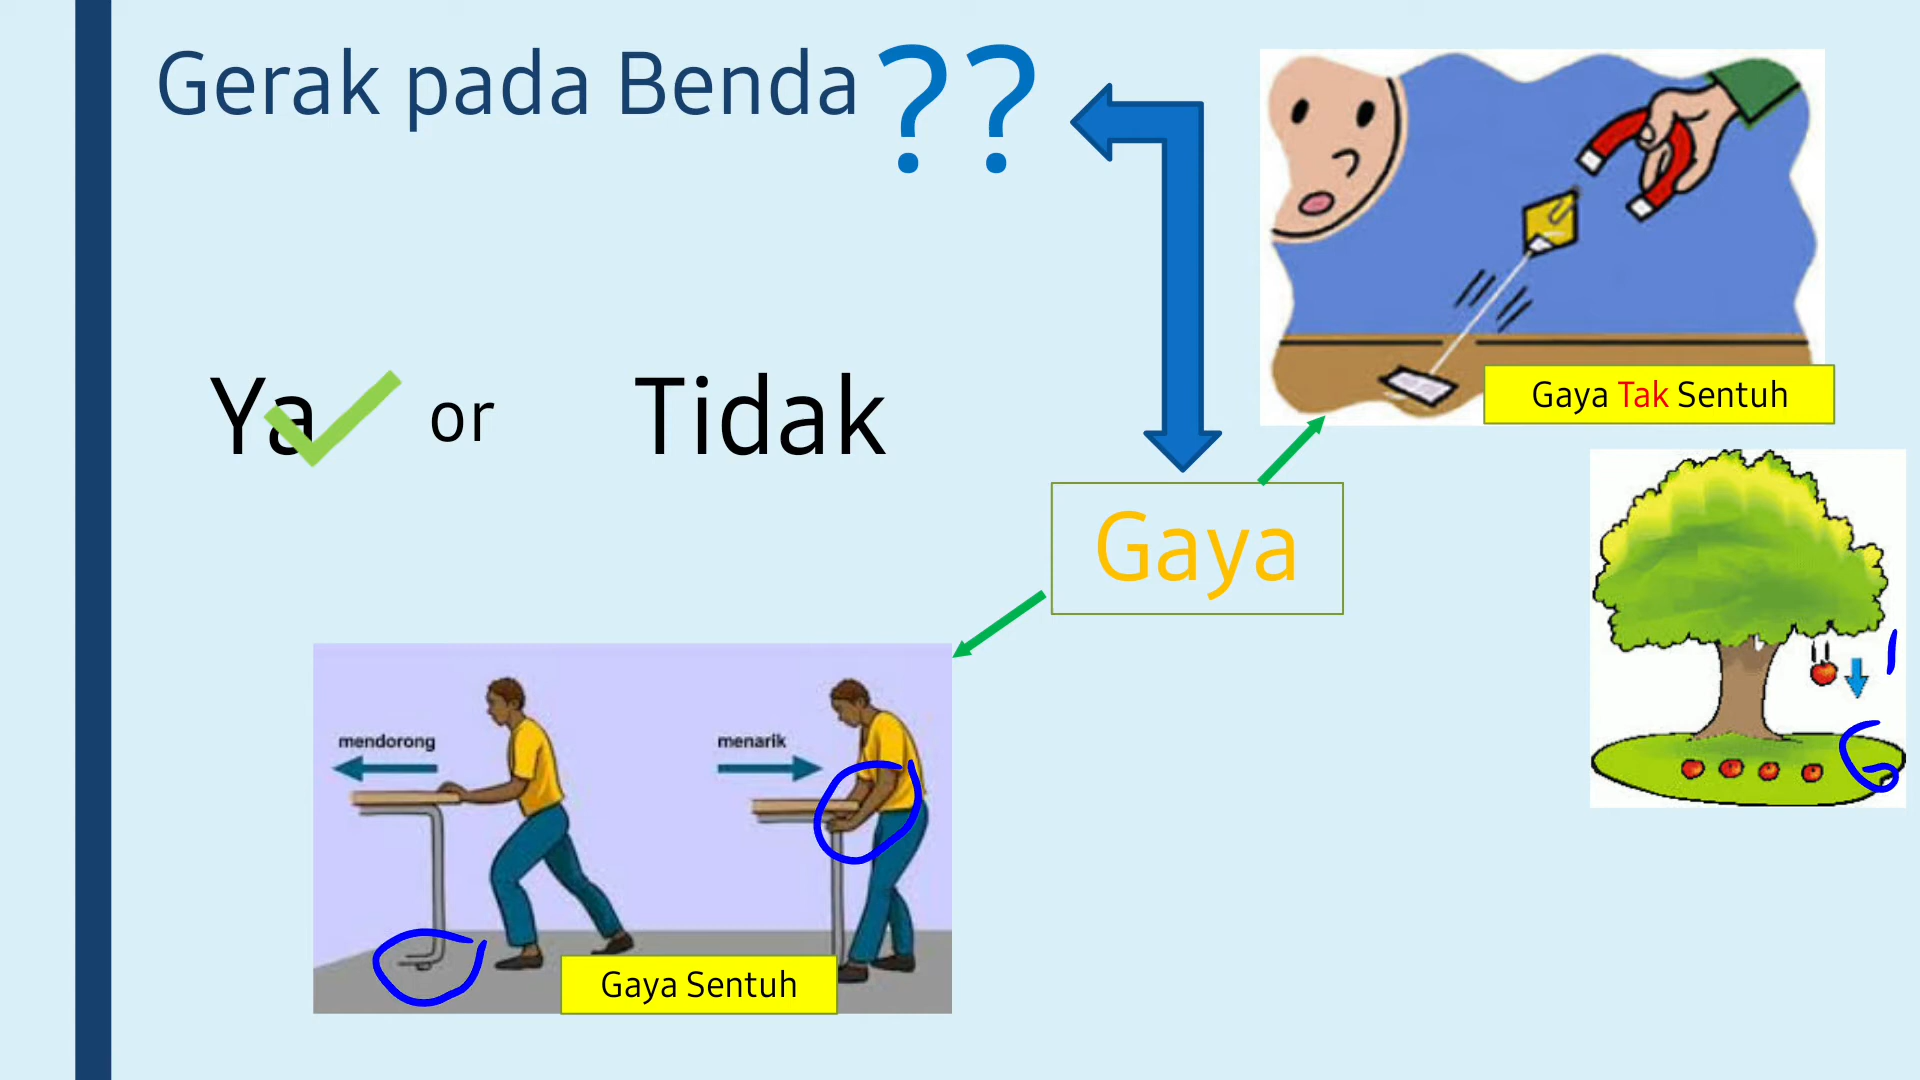 Gerak pada Benda ??
Gaya Tak Sentuh
Ya or Tidak
Gaya
mendorong
menarik
Gaya Sentuh